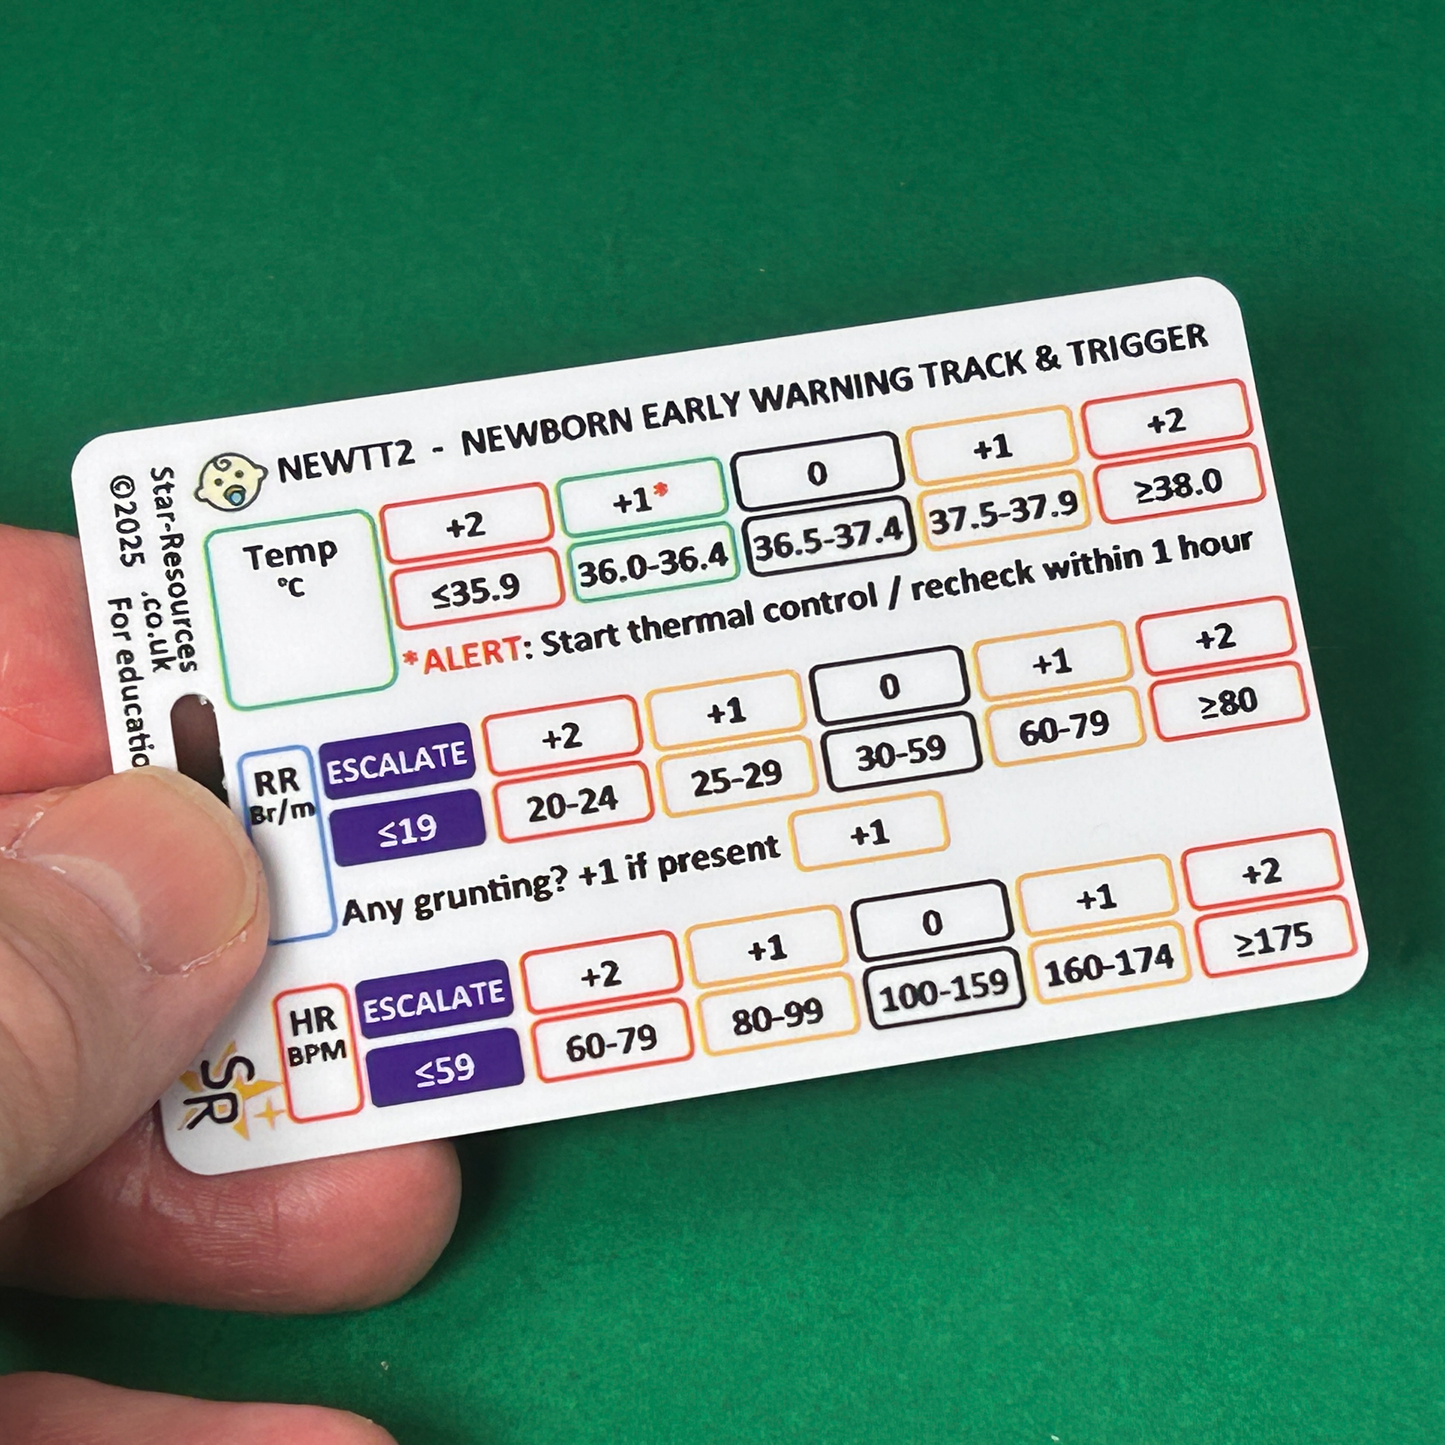 NEWTT2 - NEWBORN EARLY WARNING TRACK & TRIGGER
Temp
°C
+2 +1* 0 +1 +2
≤35.9 36.0-36.4 36.5-37.4 37.5-37.9 ≥38.0
*ALERT: Start thermal control / recheck within 1 hour
RR
Br/m
ESCALATE +2 +1 0 +1 +2
≤19 20-24 25-29 30-59 60-79 ≥80
Any grunting? +1 if present +1
HR
BPM
ESCALATE +2 +1 0 +1 +2
≤59 60-79 80-99 100-159 160-174 ≥175
Star-Resources
.co.uk
©2025 For educatio
SR